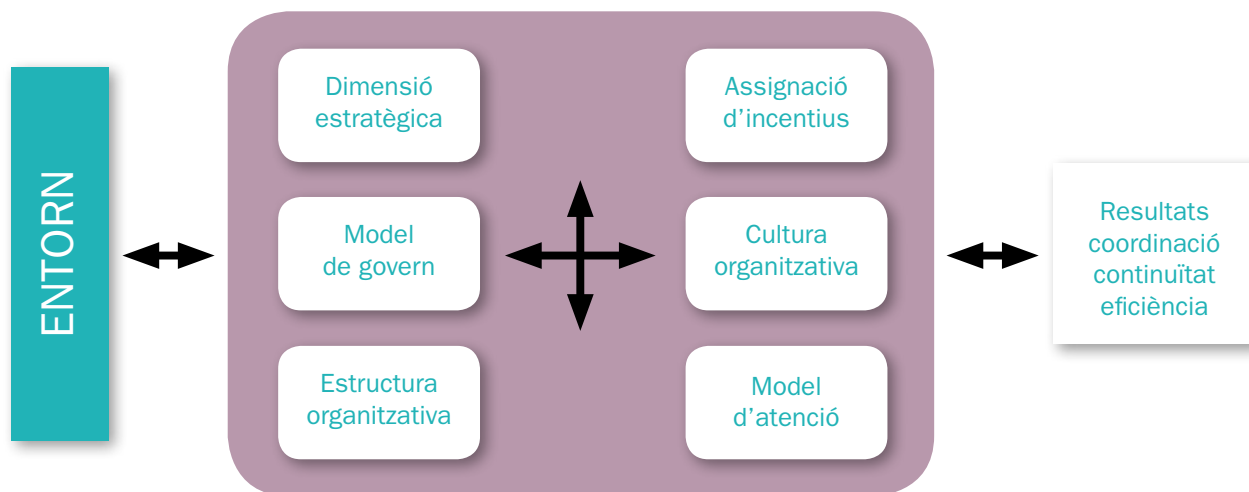 ENTORN
Dimensió
estratègica
Model
de govern
Estructura
organitzativa
Assignació
d’incentius
Cultura
organitzativa
Model
d’atenció
Resultats
coordinació
continuïtat
eficiència